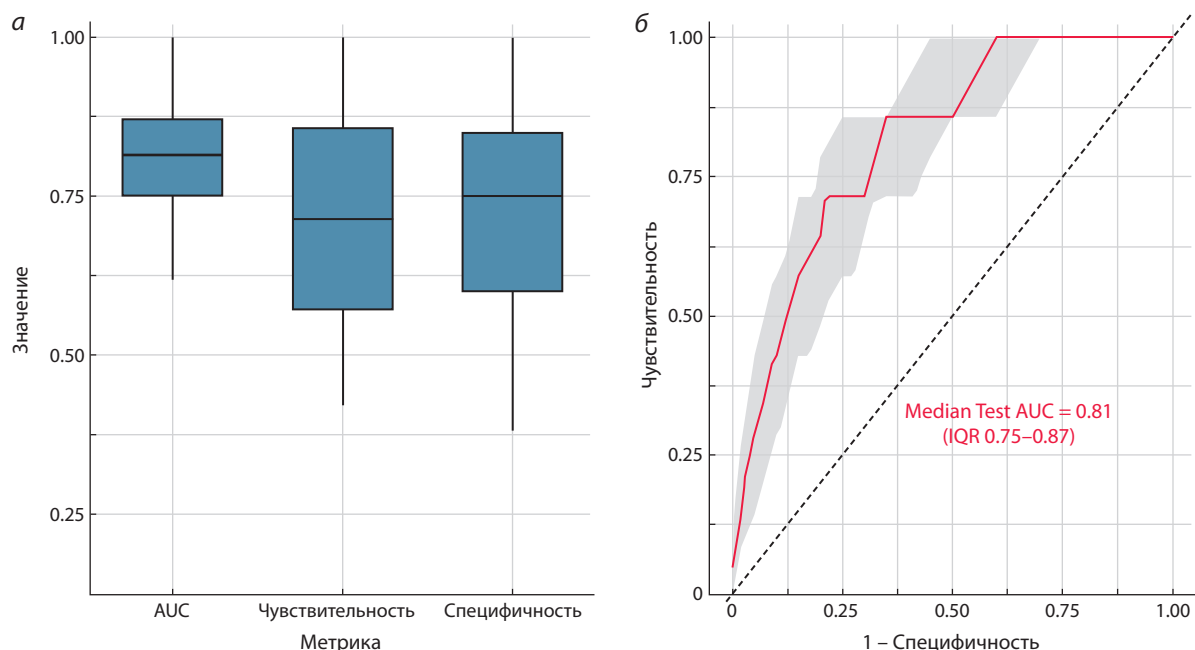 а
1.00
0.75
0.50
0.25
Значение
AUC
Чувствительность
Специфичность
Метрика
б
1.00
0.75
0.50
0.25
0
Чувствительность
Median Test AUC = 0.81
(IQR 0.75–0.87)
0
0.25
0.50
0.75
1.00
1 – Специфичность